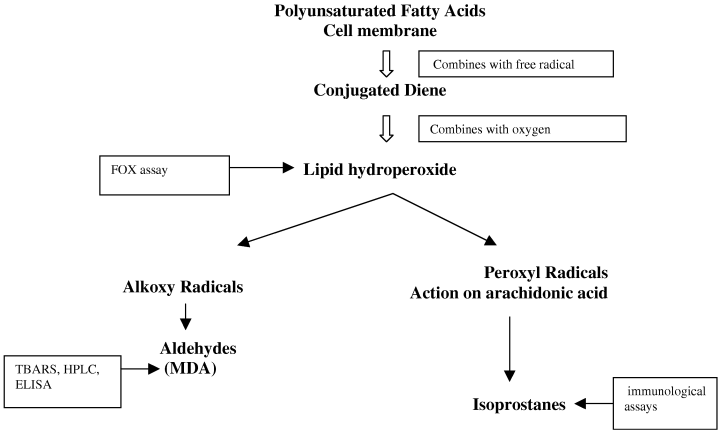 Polyunsaturated Fatty Acids
Cell membrane
Combines with free radical
Conjugated Diene
Combines with oxygen
FOX assay
Lipid hydroperoxide
Peroxyl Radicals
Action on arachidonic acid
Alkoxy Radicals
Aldehydes
(MDA)
TBARS, HPLC,
ELISA
Isoprostanes
immunological
assays